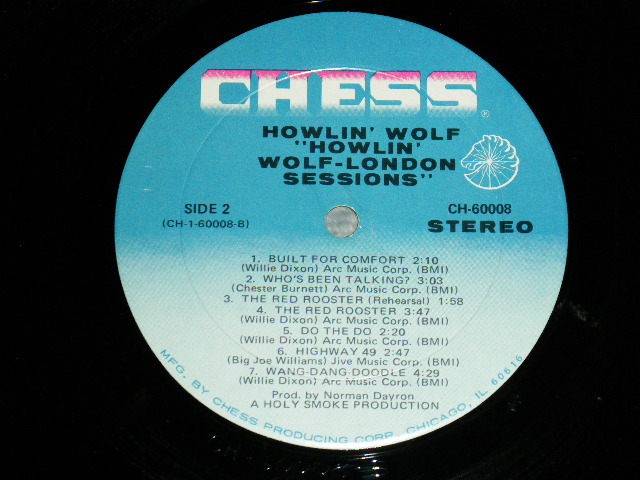 CHESS
®
HOWLIN' WOLF
"HOWLIN'
WOLF-LONDON
SESSIONS"
SIDE 2
(CH-1-60008-B)
CH-60008
STEREO
1. BUILT FOR COMFORT 2:10
(Willie Dixon) Arc Music Corp. (BMI)
2. WHO'S BEEN TALKING? 3:03
(Chester Burnett) Arc Music Corp. (BMI)
3. THE RED ROOSTER (Rehearsal) 1:58
4. THE RED ROOSTER 3:47
(Willie Dixon) Arc Music Corp. (BMI)
5. DO THE DO 2:20
(Willie Dixon) Arc Music Corp. (BMI)
6. HIGHWAY 49 2:47
(Big Joe Williams) Jive Music Corp. (BMI)
7. WANG-DANG-DOODLE 4:29
(Willie Dixon) Arc Music Corp. (BMI)
Prod. by Norman Dayron
A HOLY SMOKE PRODUCTION
MFG. BY CHESS PRODUCING CORP. CHICAGO, IL 60616